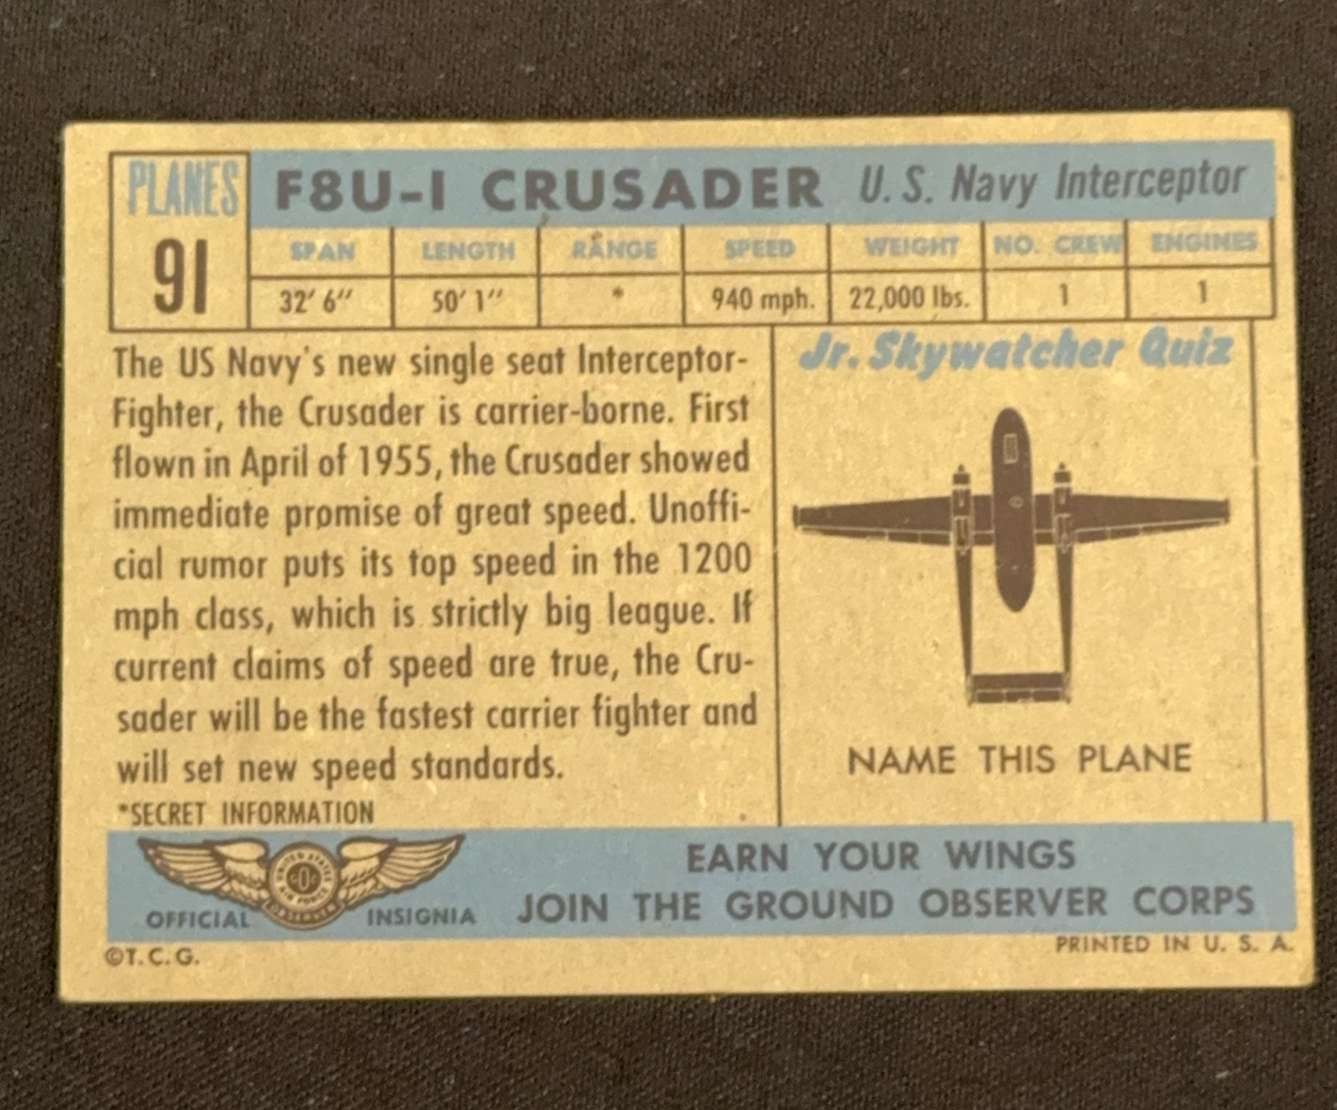 PLANES
91
F8U-1 CRUSADER U. S. Navy Interceptor
SPAN LENGTH RANGE SPEED WEIGHT NO. CREW ENGINES
32' 6" 50' 1" * 940 mph. 22,000 lbs. 1 1
The US Navy's new single seat Interceptor-
Fighter, the Crusader is carrier-borne. First
flown in April of 1955, the Crusader showed
immediate promise of great speed. Unoffi-
cial rumor puts its top speed in the 1200
mph class, which is strictly big league. If
current claims of speed are true, the Cru-
sader will be the fastest carrier fighter and
will set new speed standards.
*SECRET INFORMATION
Jr. Skywatcher Quiz
NAME THIS PLANE
OFFICIAL INSIGNIA
UNITED STATES
AIR FORCE
EARN YOUR WINGS
JOIN THE GROUND OBSERVER CORPS
©T. C. G.
PRINTED IN U. S. A.